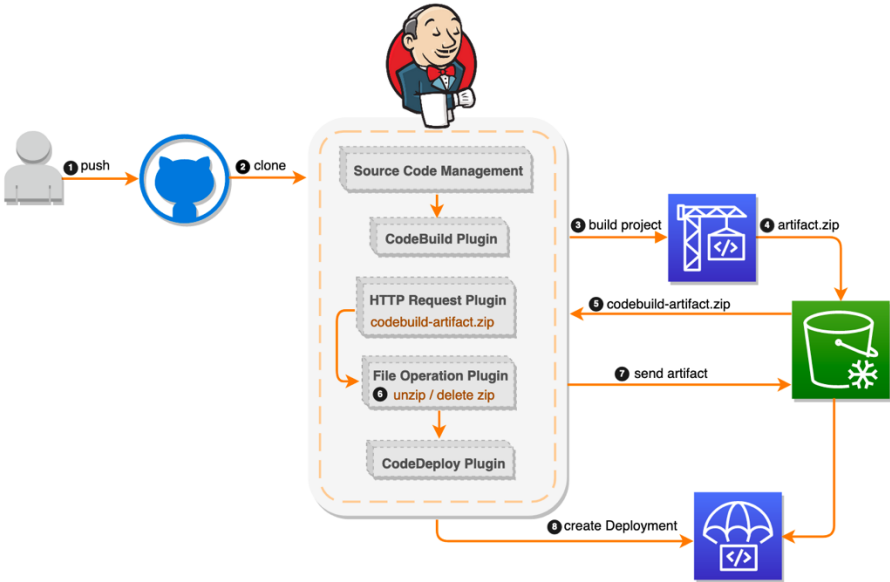 1 push
2 clone
Source Code Management
CodeBuild Plugin
3 build project
4 artifact.zip
HTTP Request Plugin
codebuild-artifact.zip
5 codebuild-artifact.zip
File Operation Plugin
6 unzip / delete zip
7 send artifact
CodeDeploy Plugin
8 create Deployment